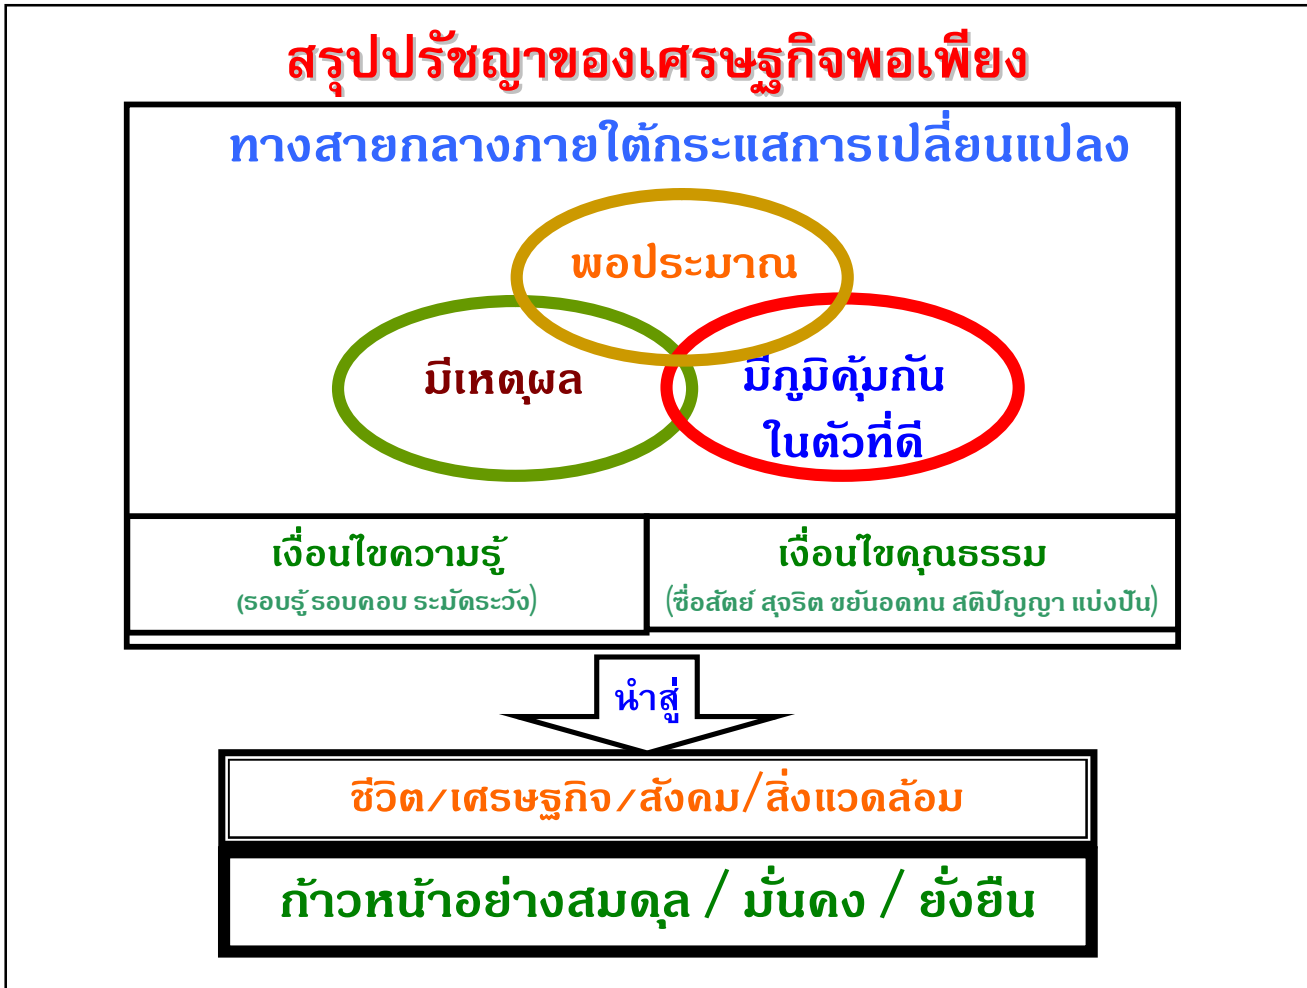 สรุปปรัชญาของเศรษฐกิจพอเพียง
ทางสายกลางภายใต้กระแสการเปลี่ยนแปลง
พอประมาณ
มีเหตุผล
มีภูมิคุ้มกัน
ในตัวที่ดี
เงื่อนไขความรู้
(รอบรู้ รอบคอบ ระมัดระวัง)
เงื่อนไขคุณธรรม
(ซื่อสัตย์ สุจริต ขยันอดทน สติปัญญา แบ่งปัน)
นำสู่
ชีวิต/เศรษฐกิจ/สังคม/สิ่งแวดล้อม
ก้าวหน้าอย่างสมดุล / มั่นคง / ยั่งยืน